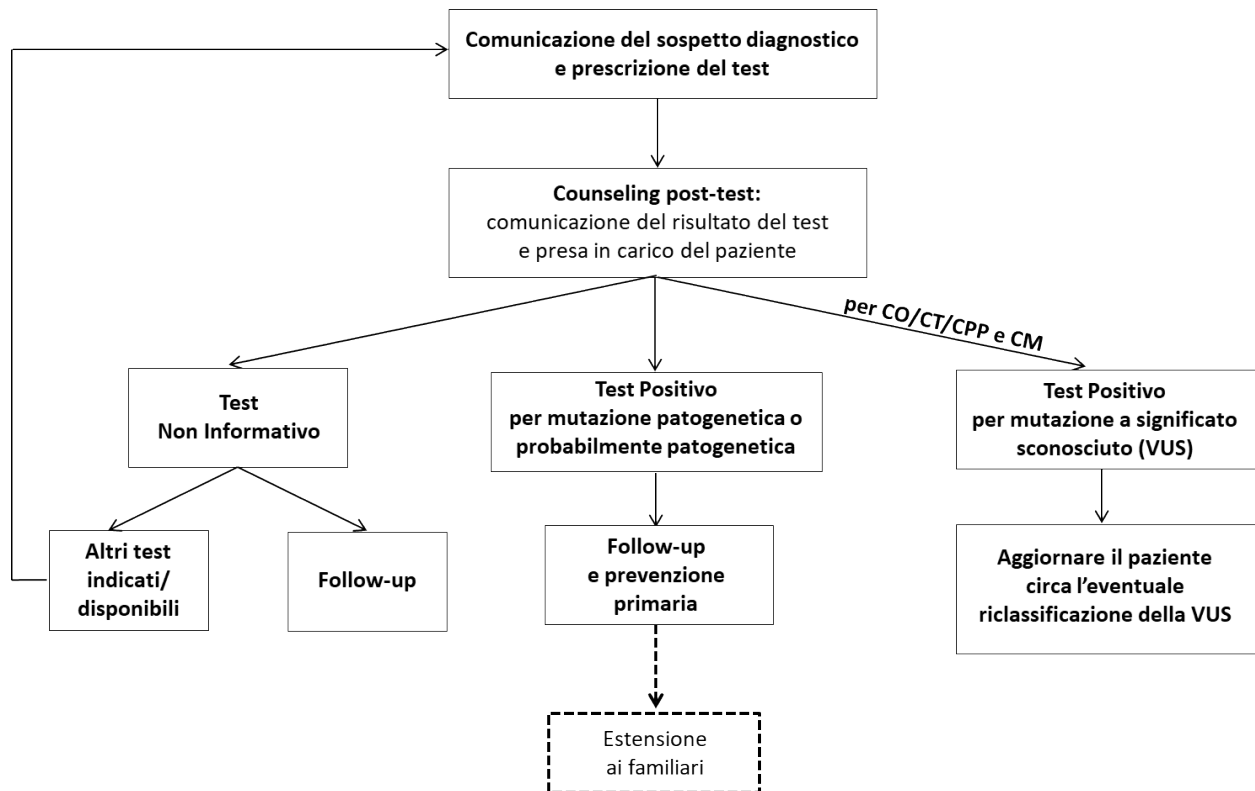 Comunicazione del sospetto diagnostico
e prescrizione del test
Counseling post-test:
comunicazione del risultato del test
e presa in carico del paziente
per CO/CT/CPP e CM
Test
Non Informativo
Test Positivo
per mutazione patogenetica o
probabilmente patogenetica
Test Positivo
per mutazione a significato
sconosciuto (VUS)
Altri test
indicati/
disponibili
Follow-up
Follow-up
e prevenzione
primaria
Aggiornare il paziente
circa l’eventuale
riclassificazione della VUS
Estensione
ai familiari